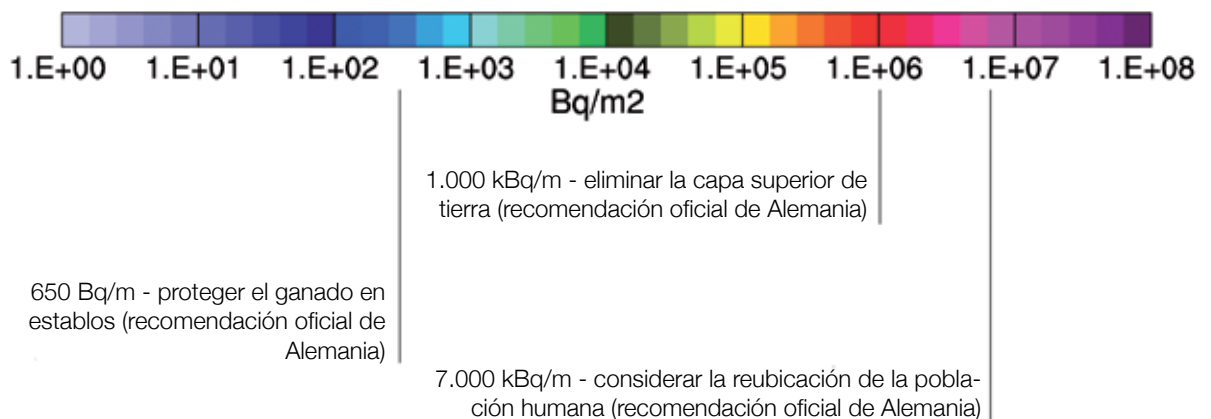 1.E+00 1.E+01 1.E+02 1.E+03 1.E+04 1.E+05 1.E+06 1.E+07 1.E+08
Bq/m2
1.000 kBq/m - eliminar la capa superior de
tierra (recomendación oficial de Alemania)
650 Bq/m - proteger el ganado en
establos (recomendación oficial de
Alemania)
7.000 kBq/m - considerar la reubicación de la pobla-
ción humana (recomendación oficial de Alemania)